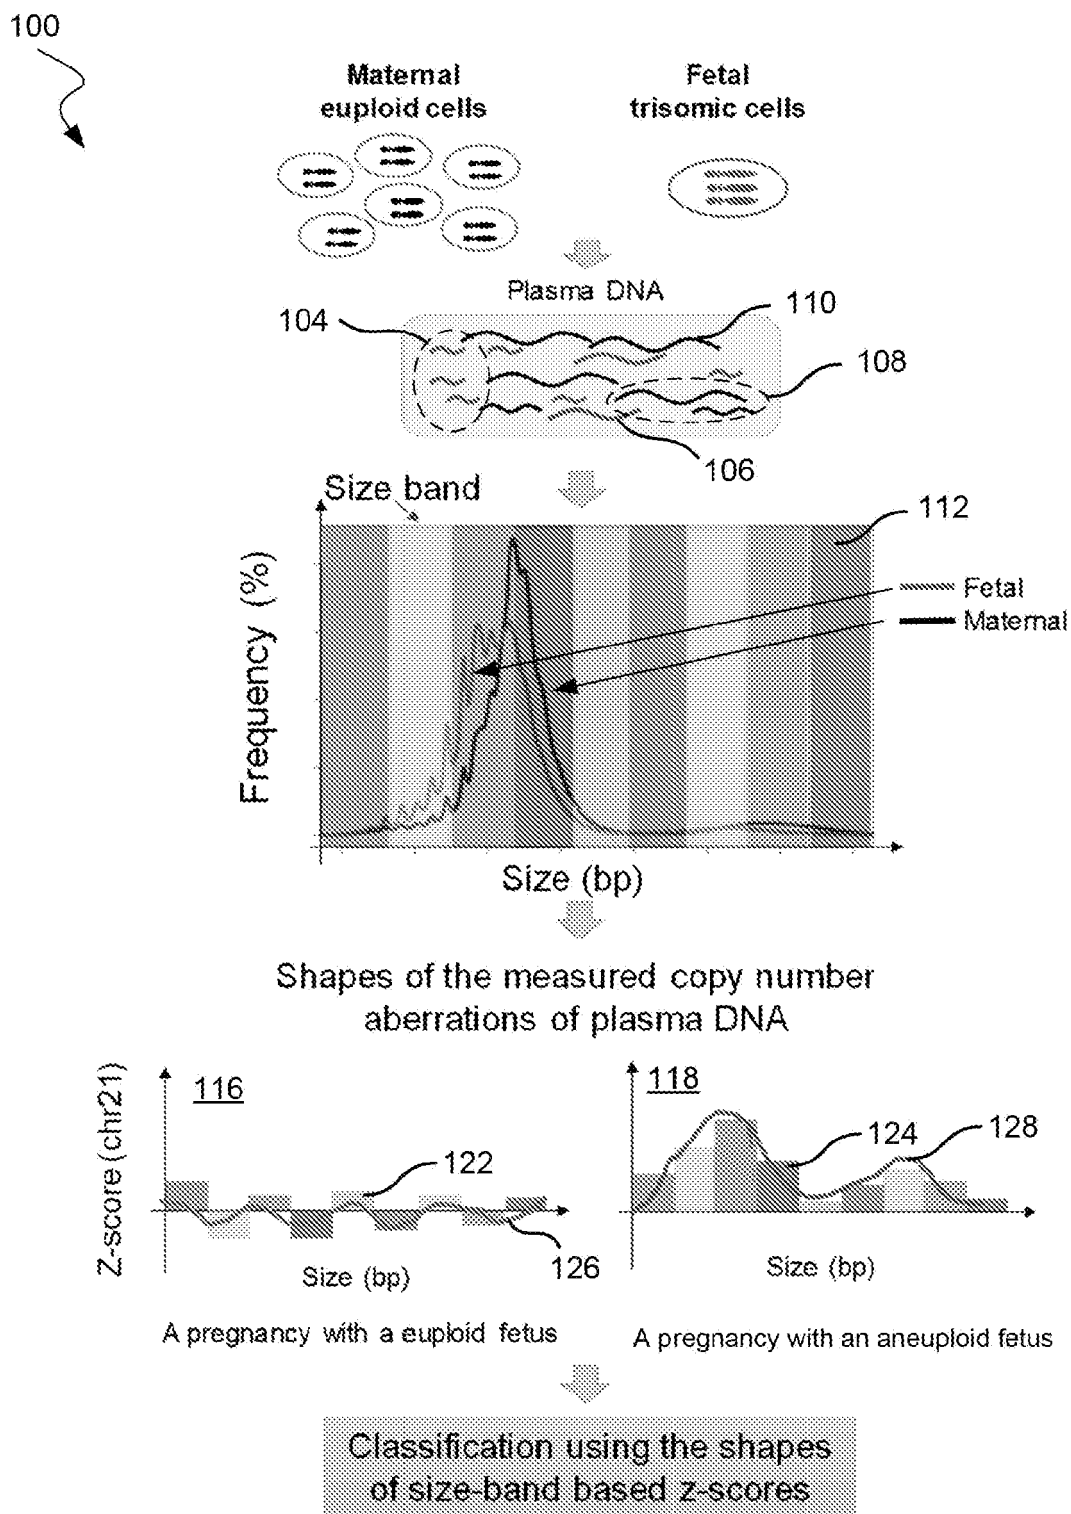 100
Maternal
euploid cells
Fetal
trisomic cells
Plasma DNA
104
110
108
106
Size band
112
Frequency (%)
Fetal
Maternal
Size (bp)
Shapes of the measured copy number
aberrations of plasma DNA
Z-score (chr21)
116
122
126
Size (bp)
A pregnancy with a euploid fetus
118
124
128
Size (bp)
A pregnancy with an aneuploid fetus
Classification using the shapes
of size-band based z-scores